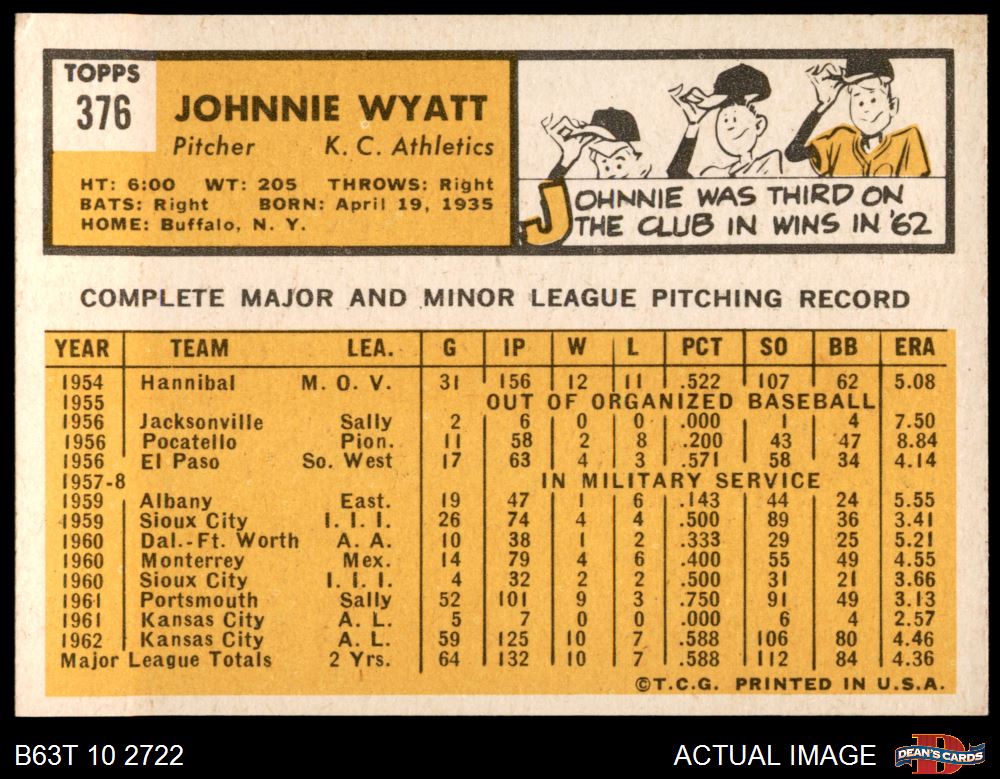 TOPPS
376
JOHNNIE WYATT
Pitcher K. C. Athletics
HT: 6:00 WT: 205 THROWS: Right
BATS: Right BORN: April 19, 1935
HOME: Buffalo, N. Y.
JOHNNIE WAS THIRD ON
THE CLUB IN WINS IN '62
COMPLETE MAJOR AND MINOR LEAGUE PITCHING RECORD
YEAR TEAM LEA. G IP W L PCT SO BB ERA
1954 Hannibal M. O. V. 31 156 12 11 .522 107 62 5.08
1955 OUT OF ORGANIZED BASEBALL
1956 Jacksonville Sally 2 6 0 0 .000 1 4 7.50
1956 Pocatello Pion. 11 58 2 8 .200 43 47 8.84
1956 El Paso So. West 17 63 4 3 .571 58 34 4.14
1957-8 IN MILITARY SERVICE
1959 Albany East. 19 47 1 6 .143 44 24 5.55
1959 Sioux City I. I. I. 26 74 4 4 .500 89 36 3.41
1960 Dal.-Ft. Worth A. A. 10 38 1 2 .333 29 25 5.21
1960 Monterrey Mex. 14 79 4 6 .400 55 49 4.55
1960 Sioux City I. I. I. 4 32 2 2 .500 31 21 3.66
1961 Portsmouth Sally 52 101 9 3 .750 91 49 3.13
1961 Kansas City A. L. 5 7 0 0 .000 6 4 2.57
1962 Kansas City A. L. 59 125 10 7 .588 106 80 4.46
Major League Totals 2 Yrs. 64 132 10 7 .588 112 84 4.36
©T.C.G. PRINTED IN U.S.A.
B63T 10 2722 ACTUAL IMAGE DEAN'S CARDS